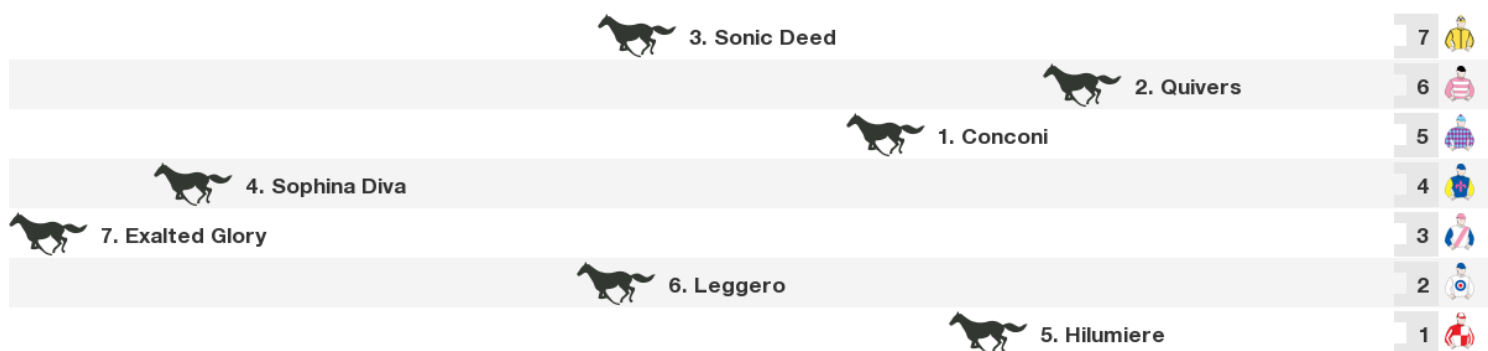 3. Sonic Deed 7
2. Quivers 6
1. Conconi 5
4. Sophina Diva 4
7. Exalted Glory 3
6. Leggero 2
5. Hilumiere 1